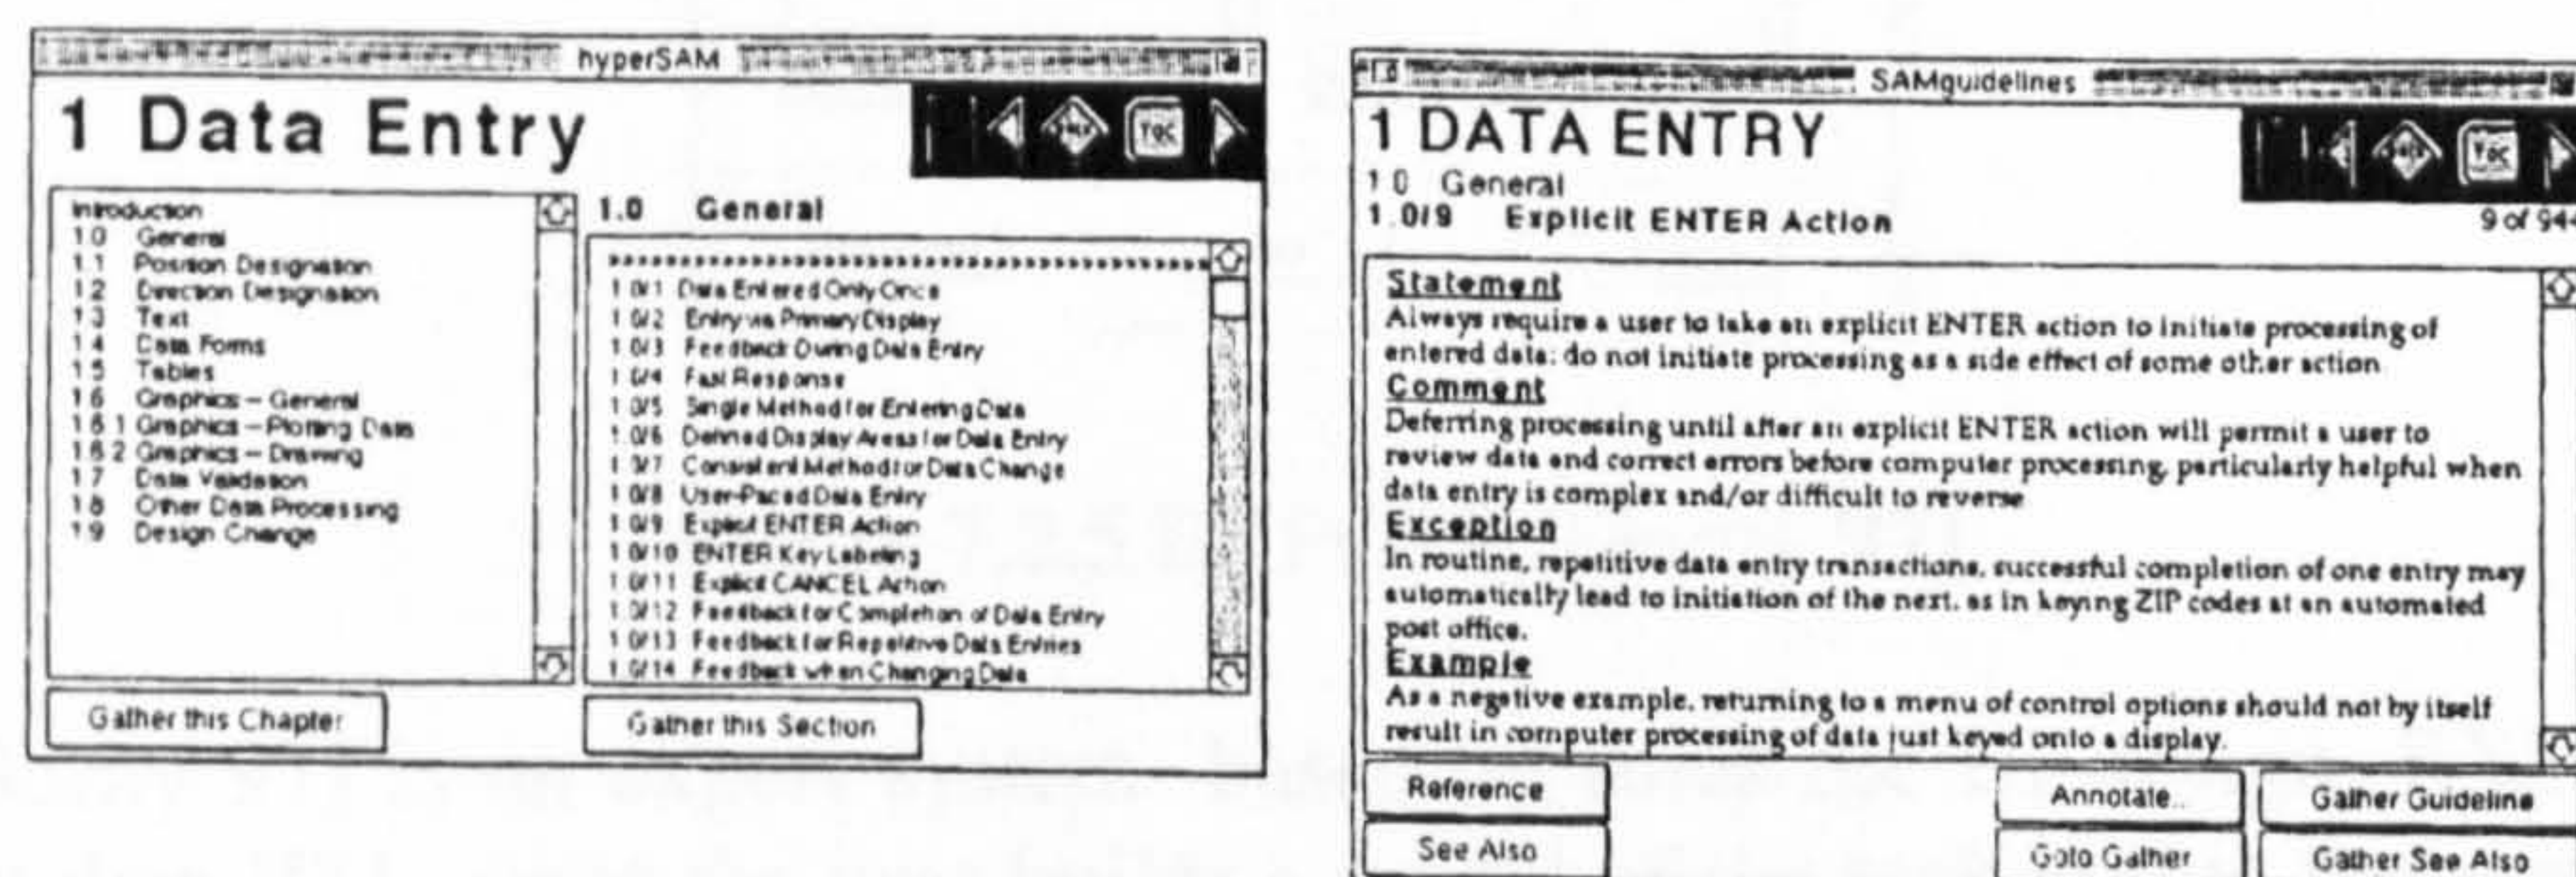 hyperSAM
1 Data Entry
TOC
Introduction
1.0 General
1.1 Position Designation
1.2 Direction Designation
1.3 Text
1.4 Data Forms
1.5 Tables
1.6 Graphics – General
1.6.1 Graphics – Plotting Data
1.6.2 Graphics – Drawing
1.7 Data Validation
1.8 Other Data Processing
1.9 Design Change
Gather this Chapter
1.0 General
1.0/1 Data Entered Only Once
1.0/2 Entry via Primary Display
1.0/3 Feedback During Data Entry
1.0/4 Fast Response
1.0/5 Single Method for Entering Data
1.0/6 Defined Display Areas for Data Entry
1.0/7 Consistent Method for Data Change
1.0/8 User-Paced Data Entry
1.0/9 Explicit ENTER Action
1.0/10 ENTER Key Labeling
1.0/11 Explicit CANCEL Action
1.0/12 Feedback for Completion of Data Entry
1.0/13 Feedback for Repetitive Data Entries
1.0/14 Feedback when Changing Data
Gather this Section
SAMguidelines
1 DATA ENTRY
TOC
1.0 General
1.0/9 Explicit ENTER Action
9 of 944
Statement
Always require a user to take an explicit ENTER action to initiate processing of
entered data; do not initiate processing as a side effect of some other action.
Comment
Deferring processing until after an explicit ENTER action will permit a user to
review data and correct errors before computer processing, particularly helpful when
data entry is complex and/or difficult to reverse.
Exception
In routine, repetitive data entry transactions, successful completion of one entry may
automatically lead to initiation of the next, as in keying ZIP codes at an automated
post office.
Example
As a negative example, returning to a menu of control options should not by itself
result in computer processing of data just keyed onto a display.
Reference
Annotate..
Gather Guideline
See Also
Goto Gather
Gather See Also